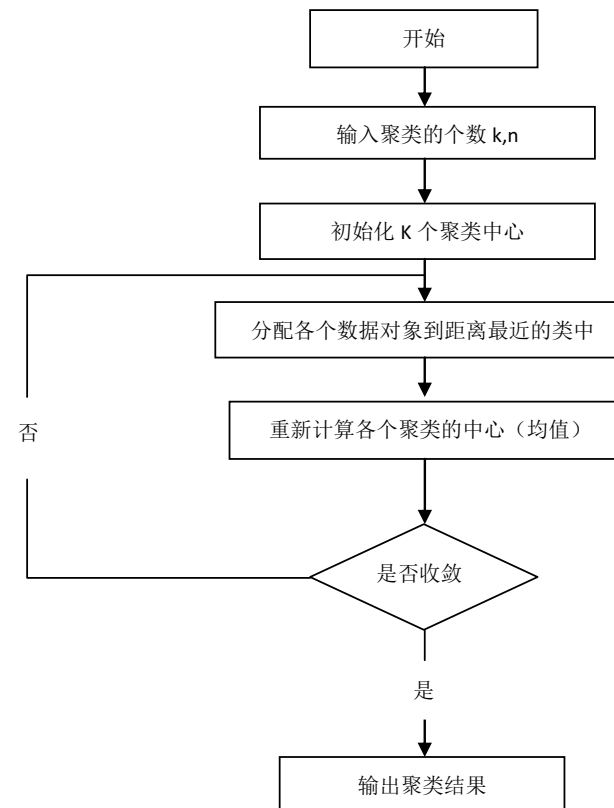 开始
输入聚类的个数 k,n
初始化 K 个聚类中心
分配各个数据对象到距离最近的类中
重新计算各个聚类的中心（均值）
否
是否收敛
是
输出聚类结果